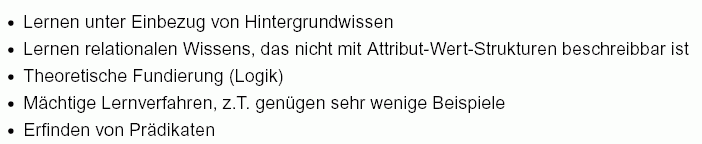 • Lernen unter Einbezug von Hintergrundwissen
• Lernen relationalen Wissens, das nicht mit Attribut-Wert-Strukturen beschreibbar ist
• Theoretische Fundierung (Logik)
• Mächtige Lernverfahren, z.T. genügen sehr wenige Beispiele
• Erfinden von Prädikaten